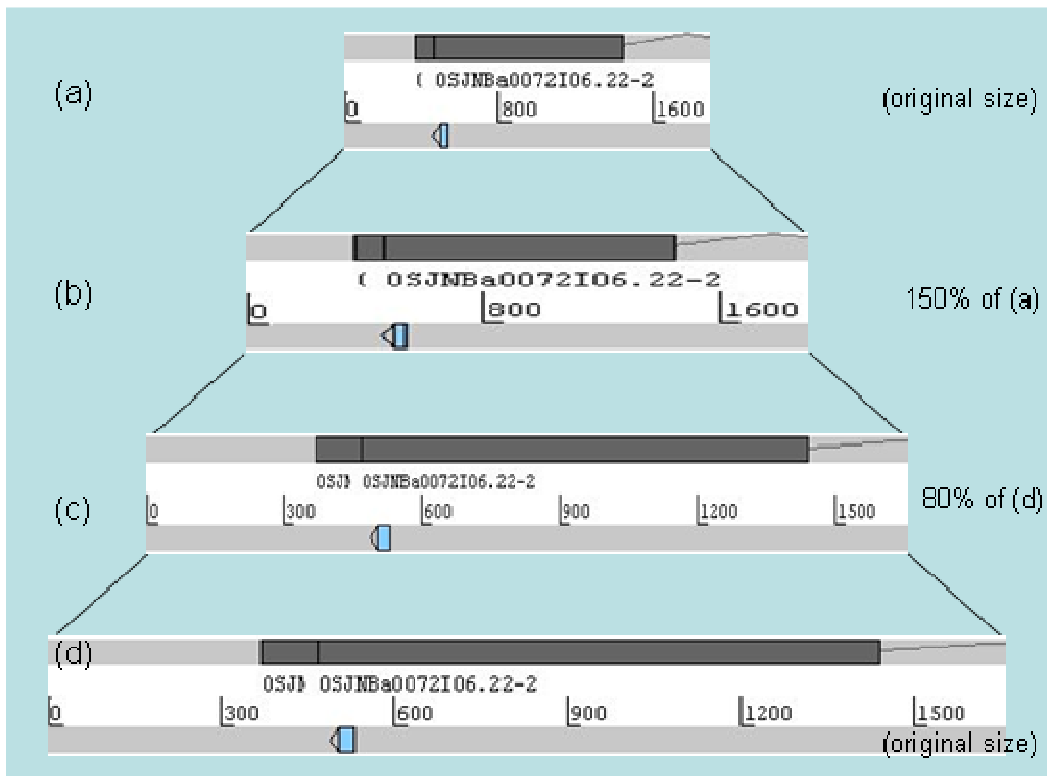 ( OSJNBa0072I06.22-2
(a) (original size)
0 800 1600
( OSJNBa0072I06.22-2
(b) 150% of (a)
0 800 1600
OSJN OSJNBa0072I06.22-2
(c) 80% of (d)
0 300 600 900 1200 1500
(d)
OSJN OSJNBa0072I06.22-2
0 300 600 900 1200 1500
(original size)